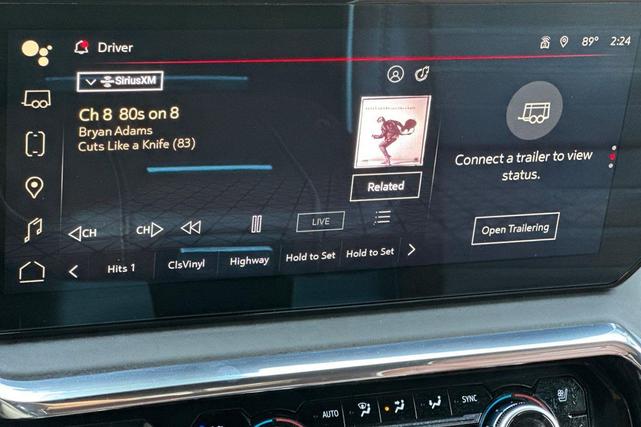 Driver
89° 2:24
SiriusXM
Ch 8 80s on 8
Bryan Adams
Cuts Like a Knife (83)
Related
Connect a trailer to view
status.
Open Trailering
CH CH LIVE
Hits 1 ClsVinyl Highway Hold to Set Hold to Set
AUTO SYNC